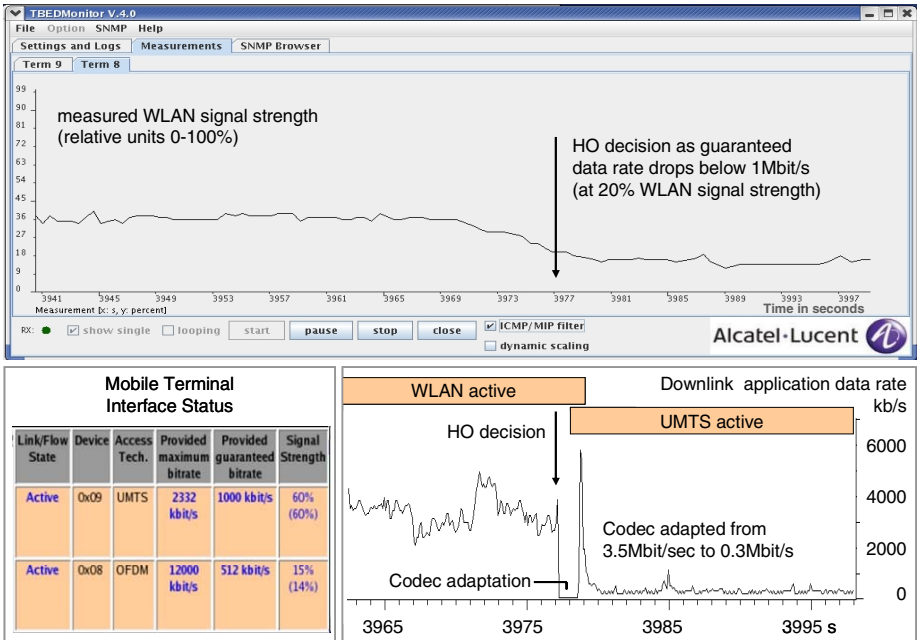 TBEDMonitor V.4.0
File Option SNMP Help
Settings and Logs Measurements SNMP Browser
Term 9 Term 8
99
90
81
72
63
54
45
36
27
18
9
0
measured WLAN signal strength
(relative units 0-100%)
HO decision as guaranteed
data rate drops below 1Mbit/s
(at 20% WLAN signal strength)
3941 3945 3949 3953 3957 3961 3965 3969 3973 3977 3981 3985 3989 3993 3997
Measurement [x: s, y: percent]
Time in seconds
RX: show single looping start pause stop close ICMP/MIP filter
dynamic scaling
Alcatel·Lucent
Mobile Terminal
Interface Status
Link/Flow State Device Access Tech. Provided maximum bitrate Provided guaranteed bitrate Signal Strength
Active 0x09 UMTS 2332 kbit/s 1000 kbit/s 60% (60%)
Active 0x08 OFDM 12000 kbit/s 512 kbit/s 15% (14%)
WLAN active
Downlink application data rate
kb/s
UMTS active
HO decision
6000
4000
Codec adapted from
3.5Mbit/sec to 0.3Mbit/s
2000
Codec adaptation
0
3965 3975 3985 3995 s